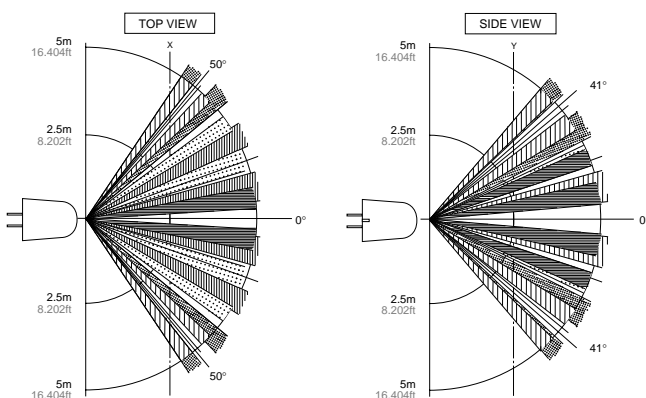 TOP VIEW
5m
16.404ft
X
50°
2.5m
8.202ft
0°
2.5m
8.202ft
50°
5m
16.404ft
SIDE VIEW
5m
16.404ft
Y
41°
2.5m
8.202ft
0
2.5m
8.202ft
41°
5m
16.404ft